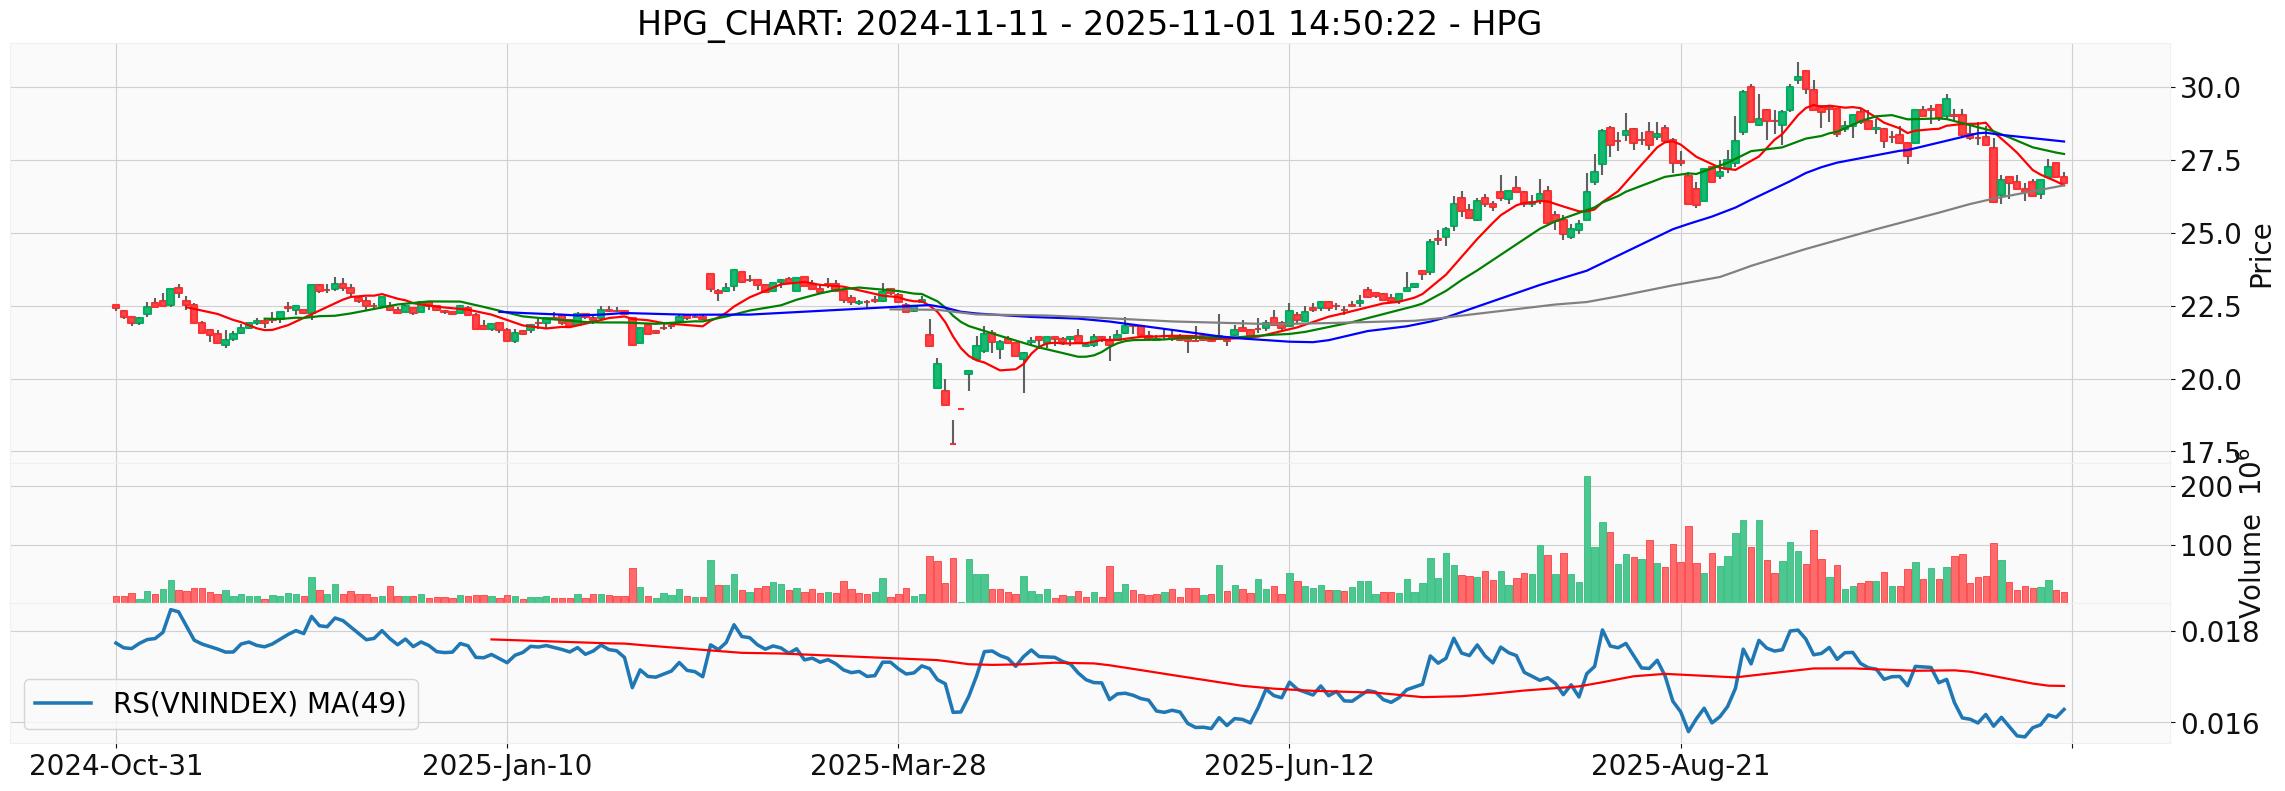 HPG_CHART: 2024-11-11 - 2025-11-01 14:50:22 - HPG
30.0
27.5
25.0
22.5
20.0
17.5
Price
200
100
Volume 10⁶
0.018
0.016
RS(VNINDEX) MA(49)
2024-Oct-31
2025-Jan-10
2025-Mar-28
2025-Jun-12
2025-Aug-21